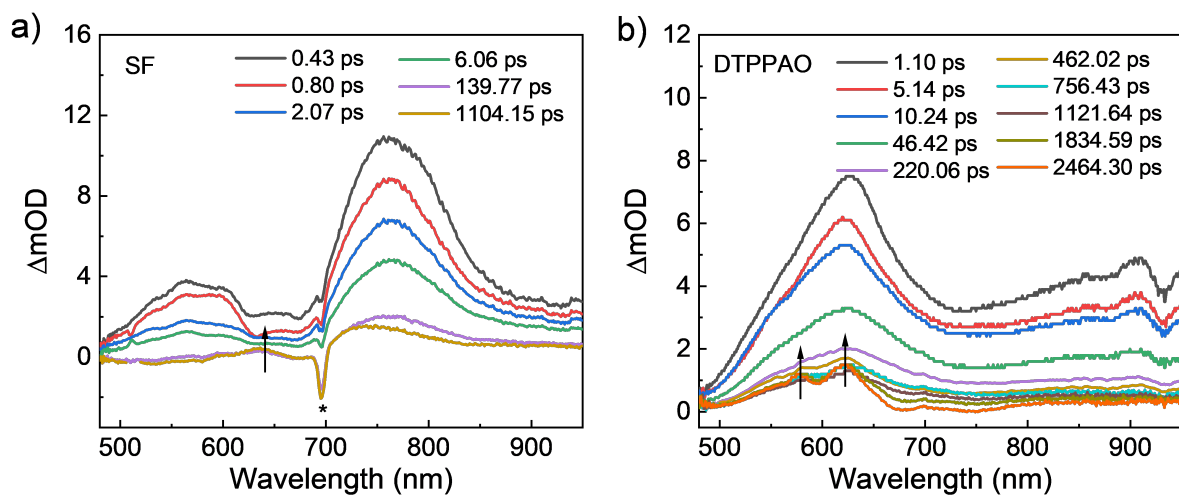 a)
SF
0.43 ps
0.80 ps
2.07 ps
6.06 ps
139.77 ps
1104.15 ps
16
12
8
4
0
ΔmOD
*
500 600 700 800 900
Wavelength (nm)
b)
DTPPAO
1.10 ps
5.14 ps
10.24 ps
46.42 ps
220.06 ps
462.02 ps
756.43 ps
1121.64 ps
1834.59 ps
2464.30 ps
12
10
8
6
4
2
0
ΔmOD
500 600 700 800 900
Wavelength (nm)